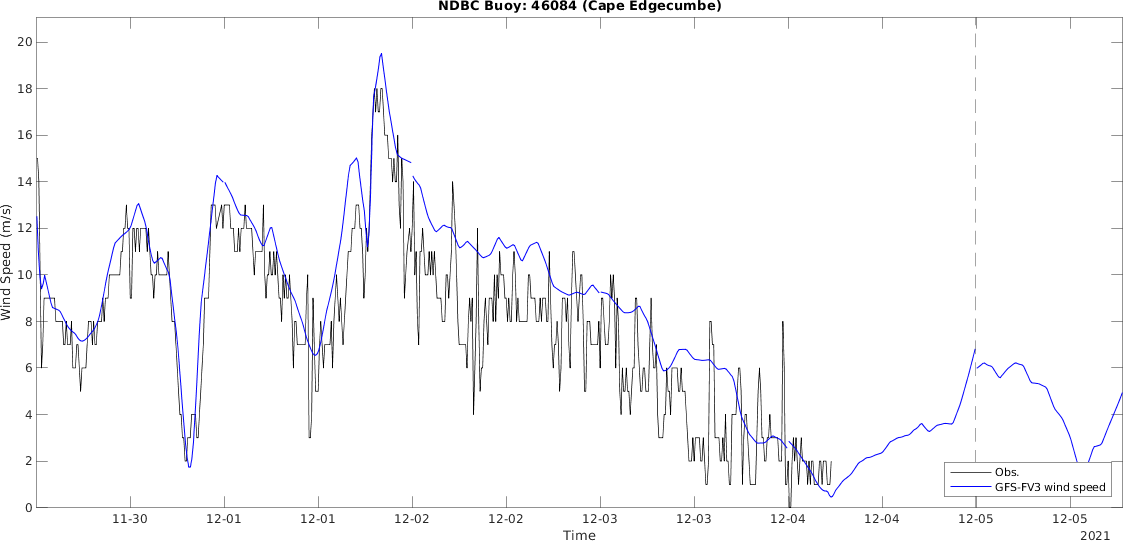 NDBC Buoy: 46084 (Cape Edgecumbe)
Wind Speed (m/s)
20
18
16
14
12
10
8
6
4
2
0
Obs.
GFS-FV3 wind speed
11-30 12-01 12-01 12-02 12-02 12-03 12-03 12-04 12-04 12-05 12-05
Time
2021